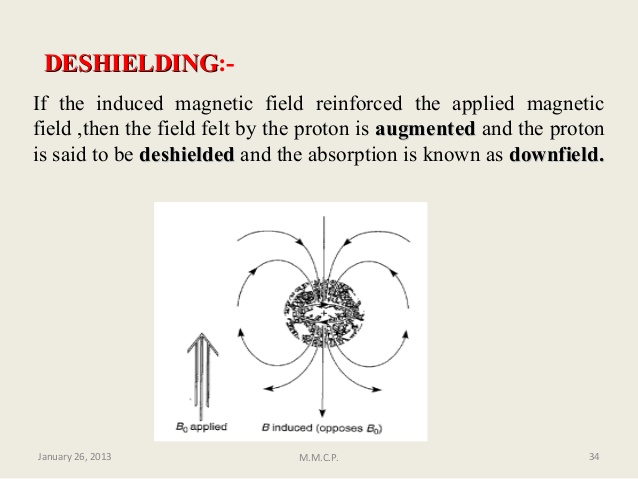 DESHIELDING:-
If the induced magnetic field reinforced the applied magnetic
field ,then the field felt by the proton is augmented and the proton
is said to be deshielded and the absorption is known as downfield.
+
B₀ applied
B induced (opposes B₀)
January 26, 2013
M.M.C.P.
34